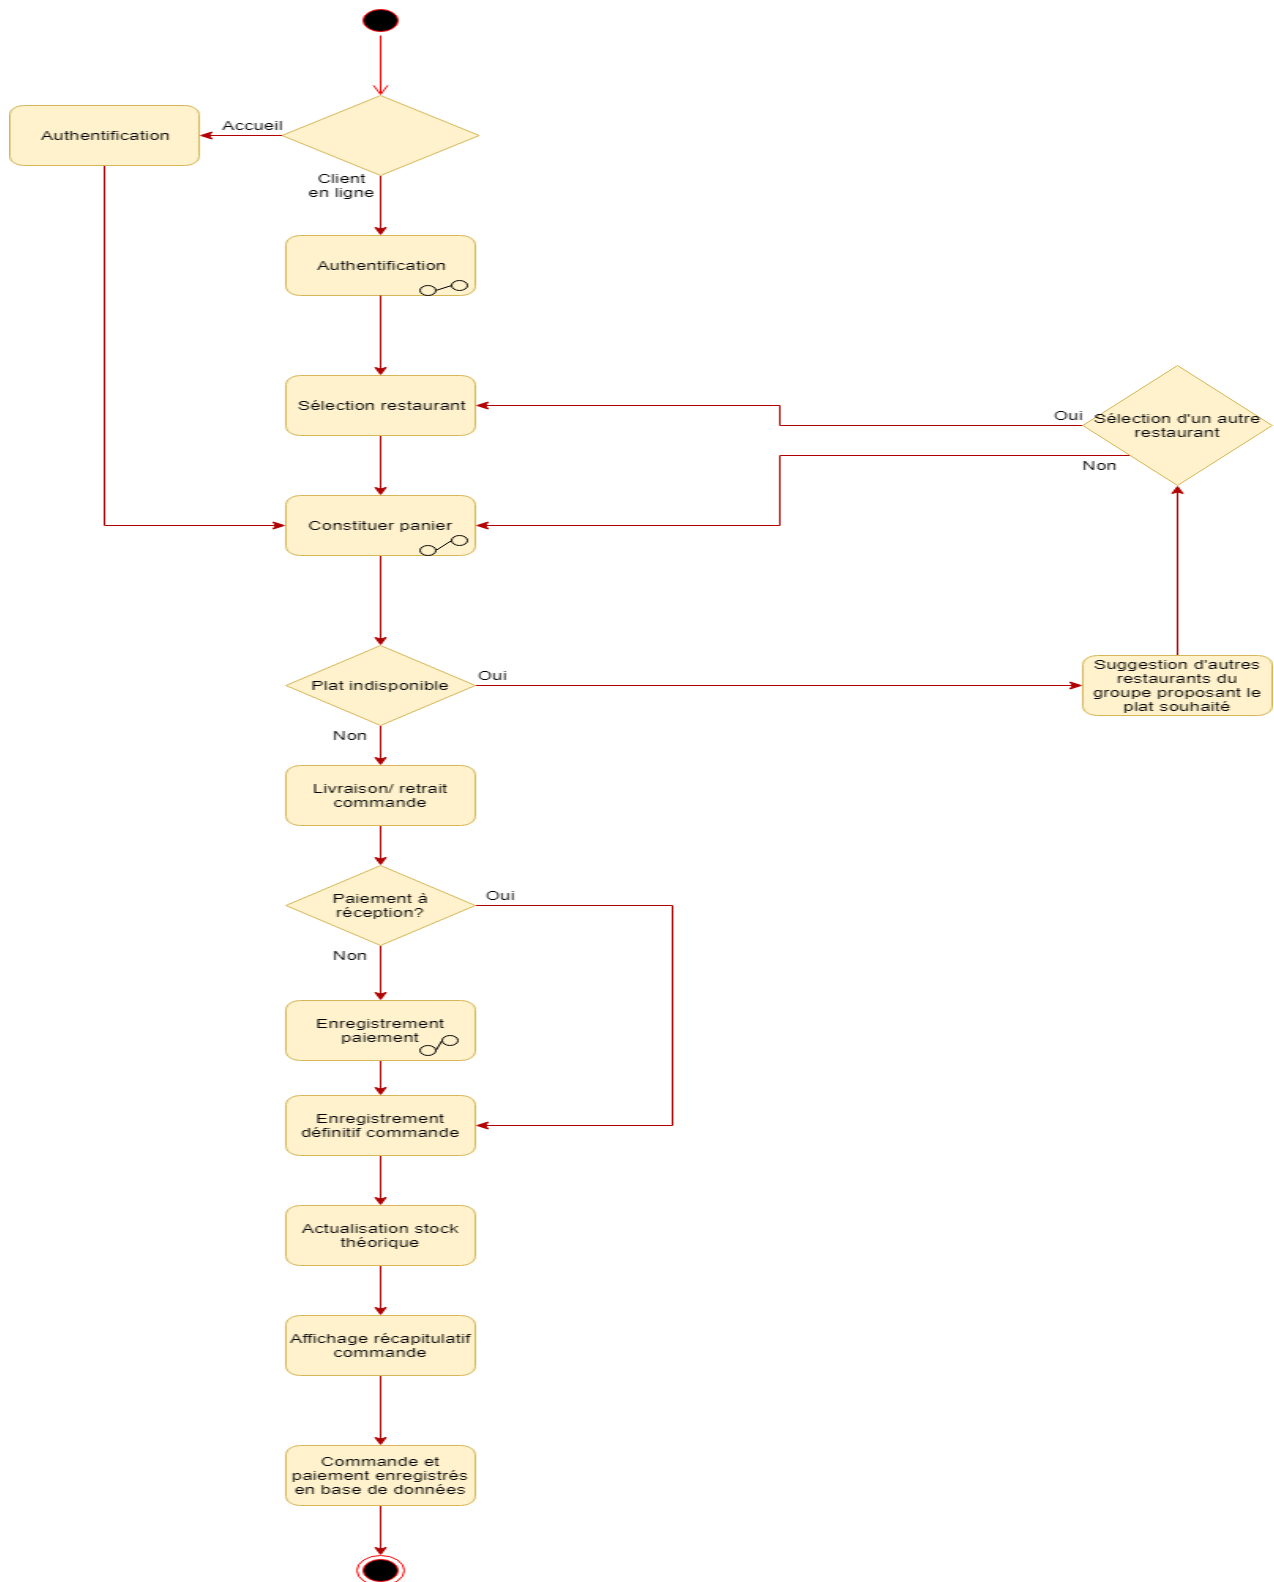 Accueil
Authentification
Client
en ligne
Authentification
Sélection restaurant
Oui
Sélection d'un autre
restaurant
Non
Constituer panier
Plat indisponible
Oui
Suggestion d'autres
restaurants du
groupe proposant le
plat souhaité
Non
Livraison/ retrait
commande
Paiement à
réception?
Oui
Non
Enregistrement
paiement
Enregistrement
définitif commande
Actualisation stock
théorique
Affichage récapitulatif
commande
Commande et
paiement enregistrés
en base de données